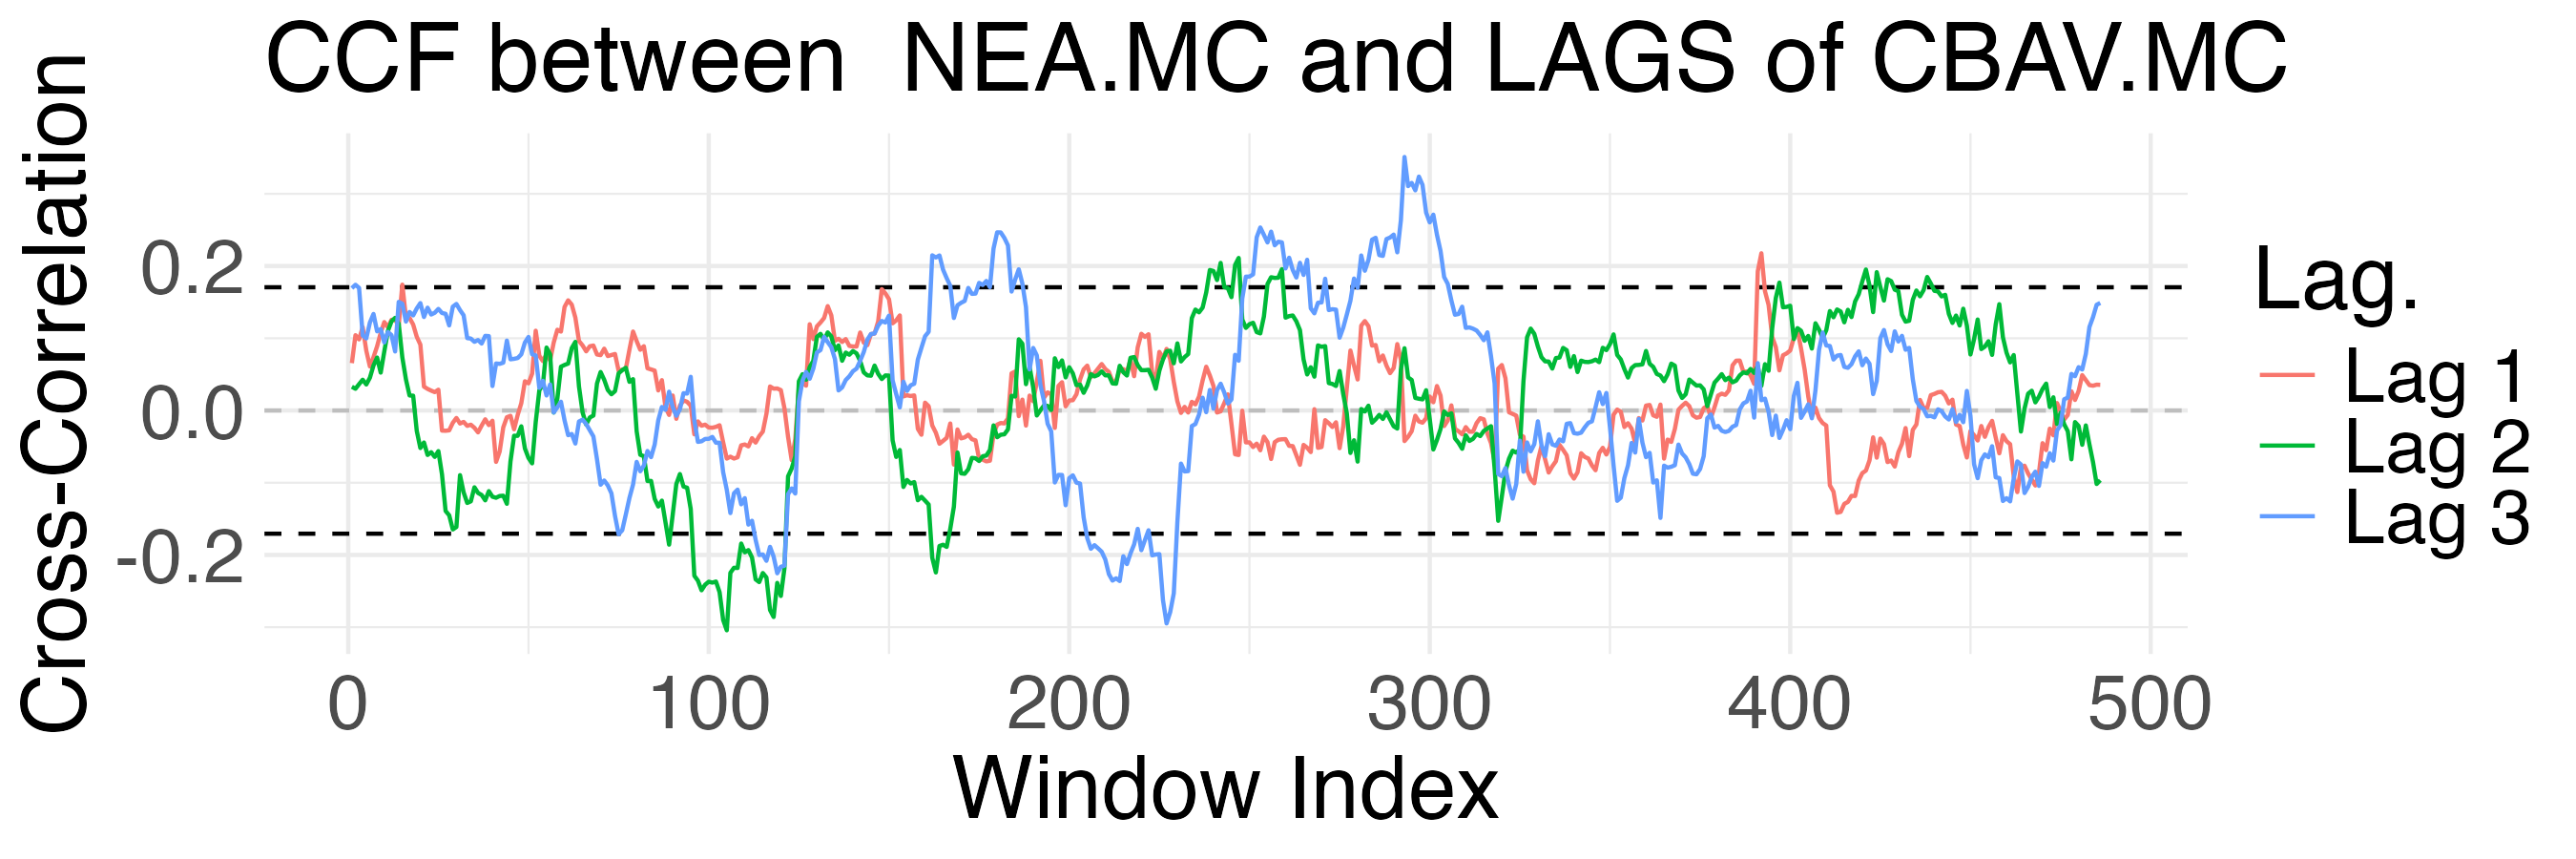 CCF between  NEA.MC and LAGS of CBAV.MC
Cross-Correlation
0.2
0.0
-0.2
0 100 200 300 400 500
Window Index
Lag.
Lag 1
Lag 2
Lag 3